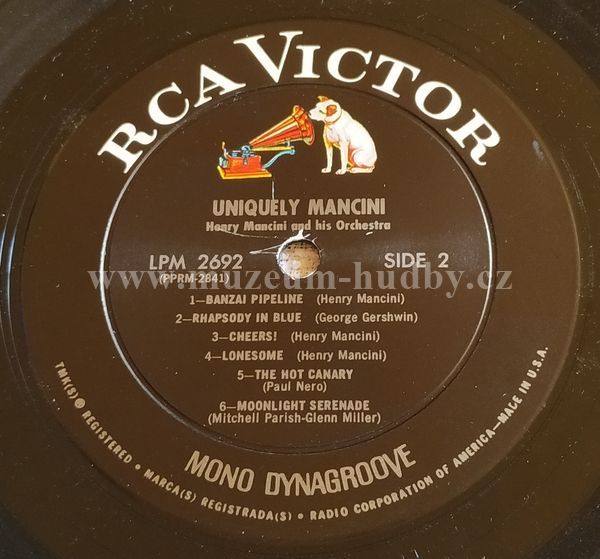 RCA VICTOR
UNIQUELY MANCINI
Henry Mancini and his Orchestra
LPM 2692
(PPRM-2841)
SIDE 2
www.muzeum-hudby.cz
1—BANZAI PIPELINE (Henry Mancini)
2—RHAPSODY IN BLUE (George Gershwin)
3—CHEERS! (Henry Mancini)
4—LONESOME (Henry Mancini)
5—THE HOT CANARY
(Paul Nero)
6—MOONLIGHT SERENADE
(Mitchell Parish-Glenn Miller)
MONO DYNAGROOVE
TMK(S) ® REGISTERED • MARCA(S) REGISTRADA(S) • RADIO CORPORATION OF AMERICA—MADE IN U.S.A.